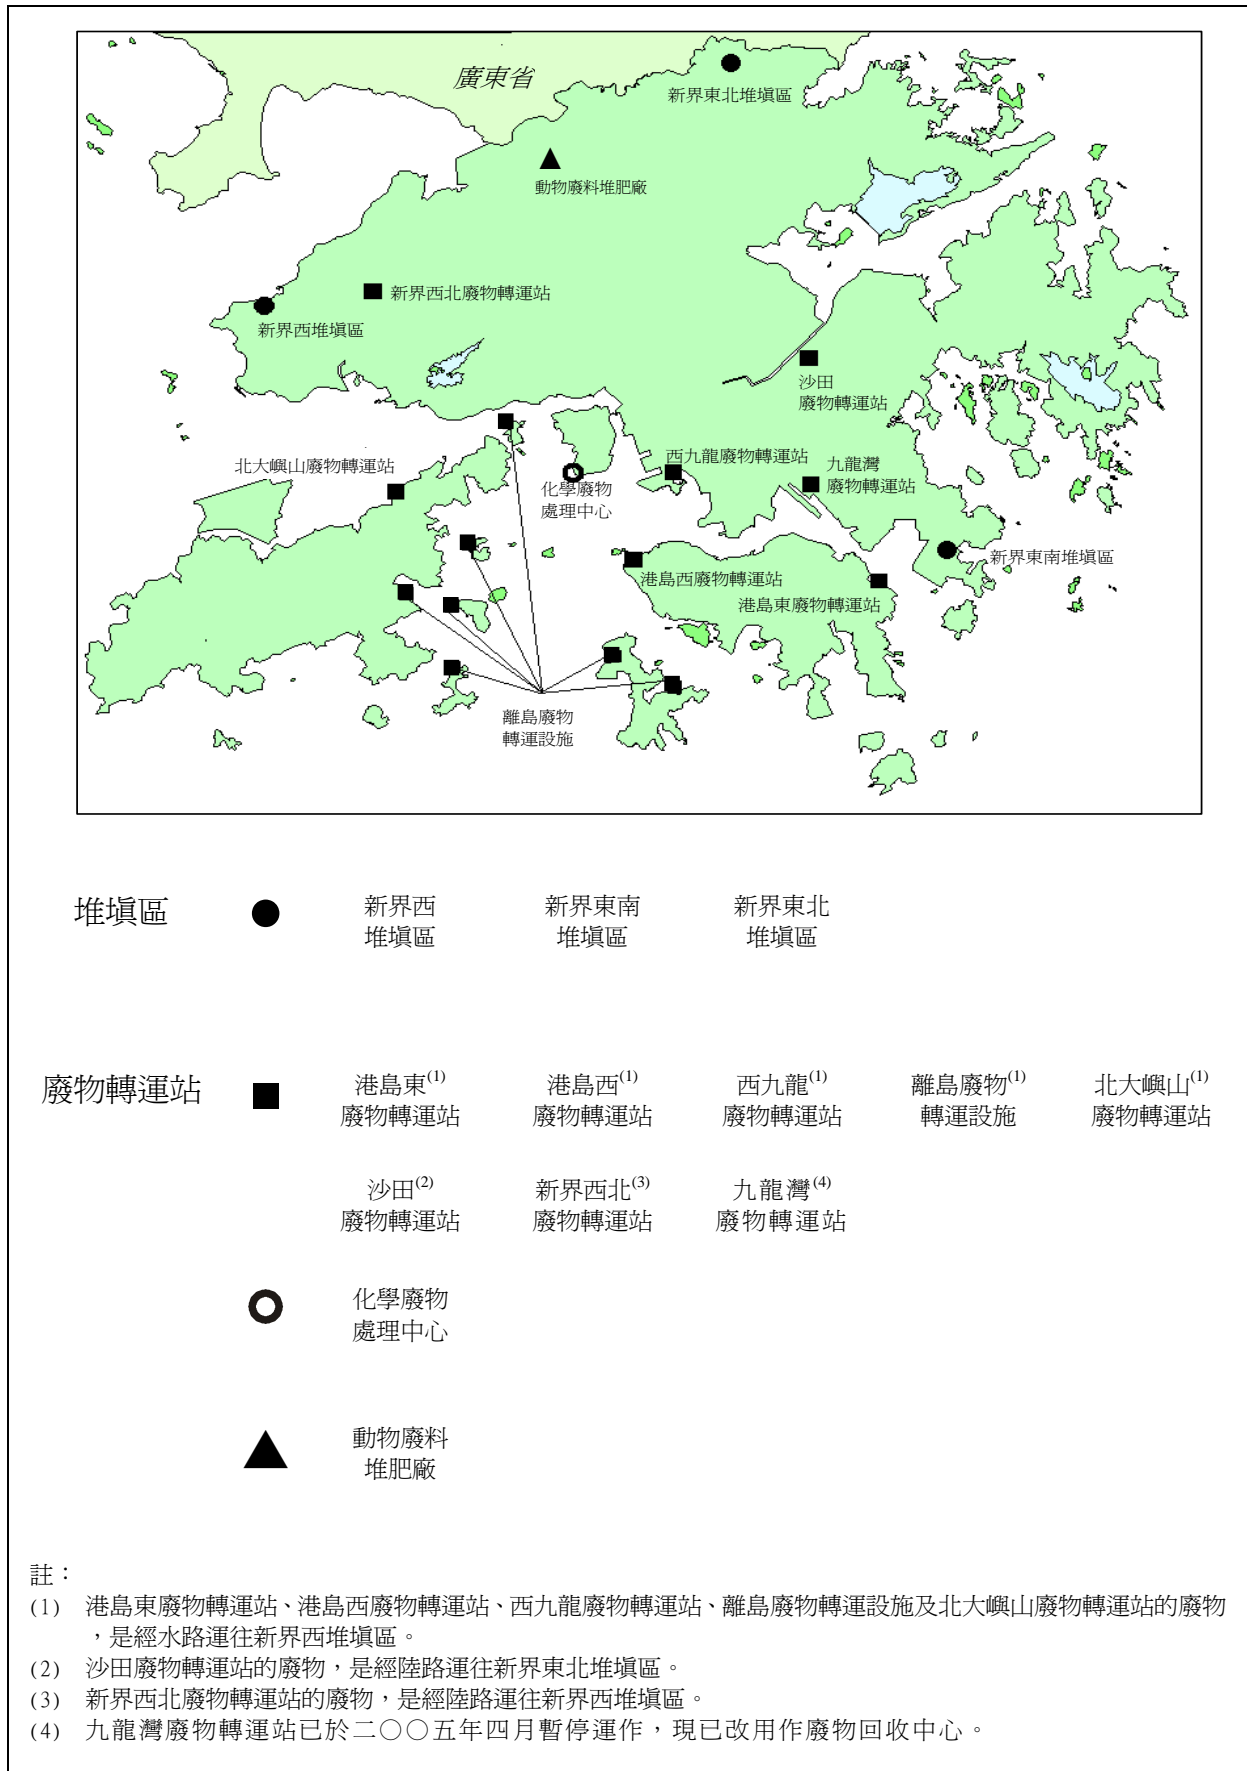 廣東省
新界東北堆填區
動物廢料堆肥廠
新界西北廢物轉運站
新界西堆填區
沙田
廢物轉運站
北大嶼山廢物轉運站
西九龍廢物轉運站
九龍灣
廢物轉運站
化學廢物
處理中心
新界東南堆填區
港島西廢物轉運站
港島東廢物轉運站
離島廢物
轉運設施
堆填區 新界西 新界東南 新界東北
堆填區 堆填區 堆填區
廢物轉運站 港島東(1) 港島西(1) 西九龍(1) 離島廢物(1) 北大嶼山(1)
廢物轉運站 廢物轉運站 廢物轉運站 轉運設施 廢物轉運站
沙田(2) 新界西北(3) 九龍灣(4)
廢物轉運站 廢物轉運站 廢物轉運站
化學廢物
處理中心
動物廢料
堆肥廠
註：
(1) 港島東廢物轉運站、港島西廢物轉運站、西九龍廢物轉運站、離島廢物轉運設施及北大嶼山廢物轉運站的廢物
，是經水路運往新界西堆填區。
(2) 沙田廢物轉運站的廢物，是經陸路運往新界東北堆填區。
(3) 新界西北廢物轉運站的廢物，是經陸路運往新界西堆填區。
(4) 九龍灣廢物轉運站已於二○○五年四月暫停運作，現已改用作廢物回收中心。